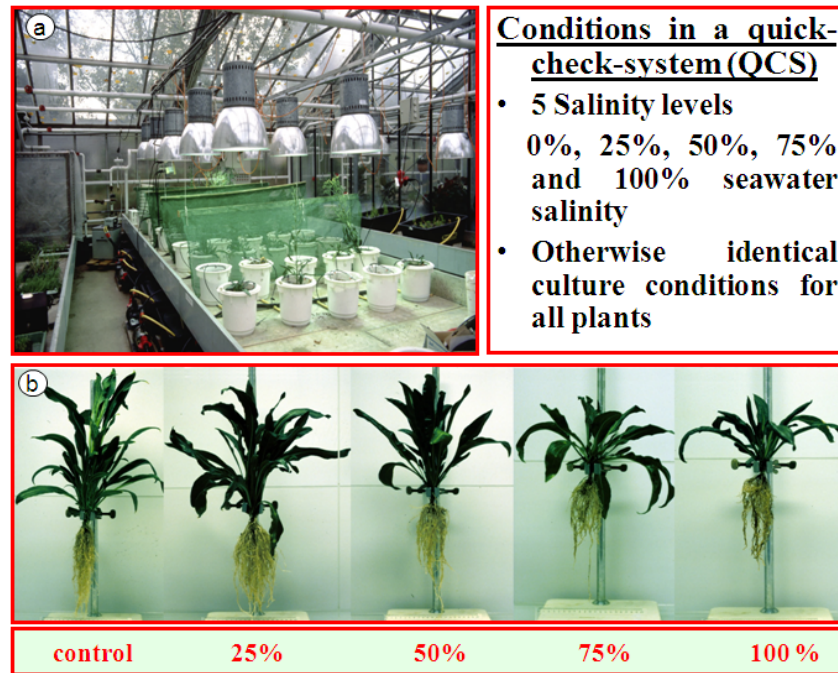 a
Conditions in a quick-
check-system (QCS)
• 5 Salinity levels
0%, 25%, 50%, 75%
and 100% seawater
salinity
• Otherwise identical
culture conditions for
all plants
b
control 25% 50% 75% 100 %